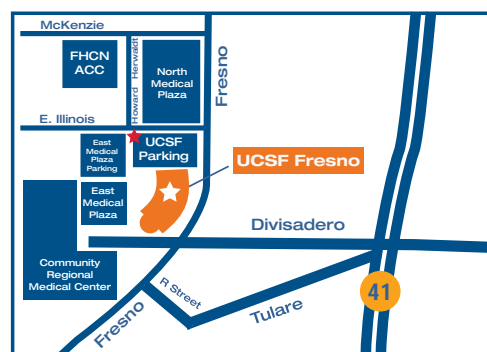 McKenzie
FHCN
ACC
Howard Herwaldt
North
Medical
Plaza
Fresno
E. Illinois
East
Medical
Plaza
Parking
UCSF
Parking
UCSF Fresno
East
Medical
Plaza
Divisadero
Community
Regional
Medical Center
R Street
41
Fresno
Tulare